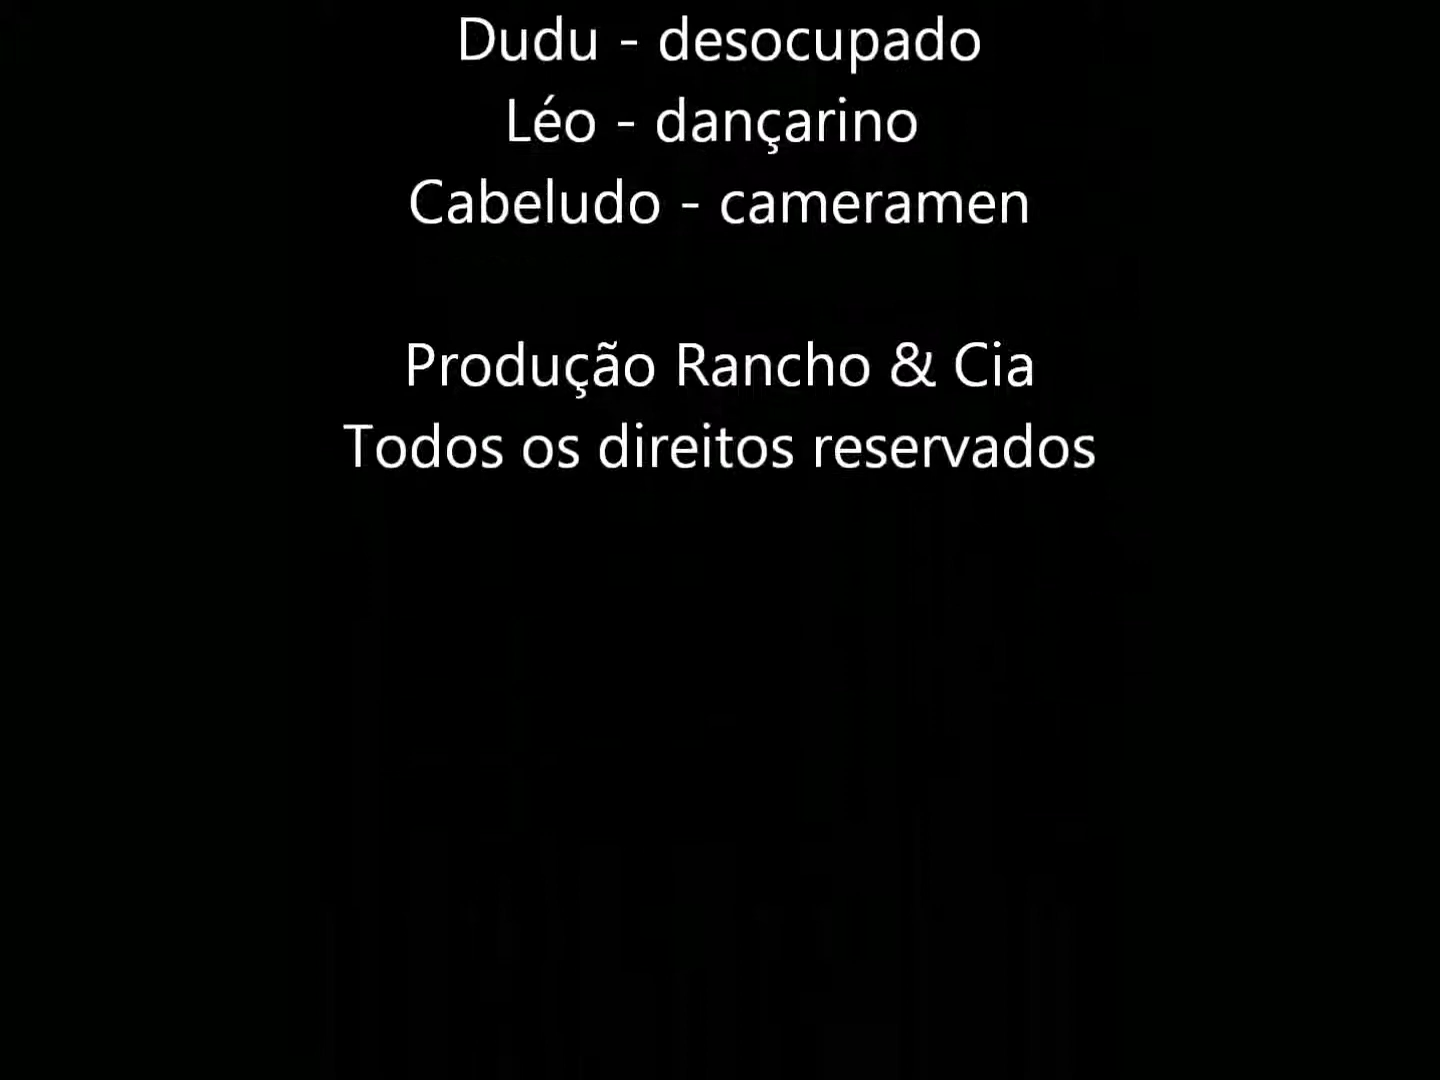 Dudu - desocupado
Léo - dançarino
Cabeludo - cameramen
Produção Rancho & Cia
Todos os direitos reservados